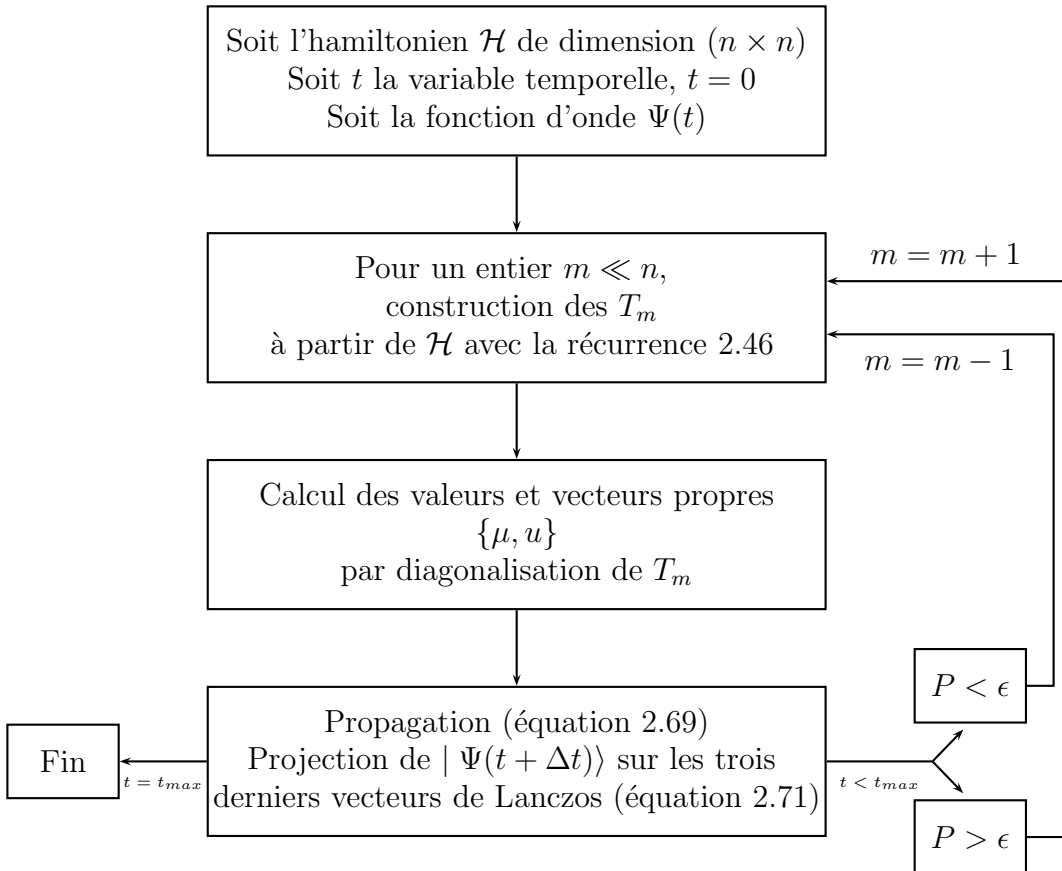 Soit l'hamiltonien ℋ de dimension (n × n)
Soit t la variable temporelle, t = 0
Soit la fonction d'onde Ψ(t)
Pour un entier m ≪ n,
construction des T_m
à partir de ℋ avec la récurrence 2.46
m = m + 1
m = m − 1
Calcul des valeurs et vecteurs propres
{μ, u}
par diagonalisation de T_m
Propagation (équation 2.69)
Projection de | Ψ(t + Δt)⟩ sur les trois
derniers vecteurs de Lanczos (équation 2.71)
Fin
t = t_max
t < t_max
P < ϵ
P > ϵ